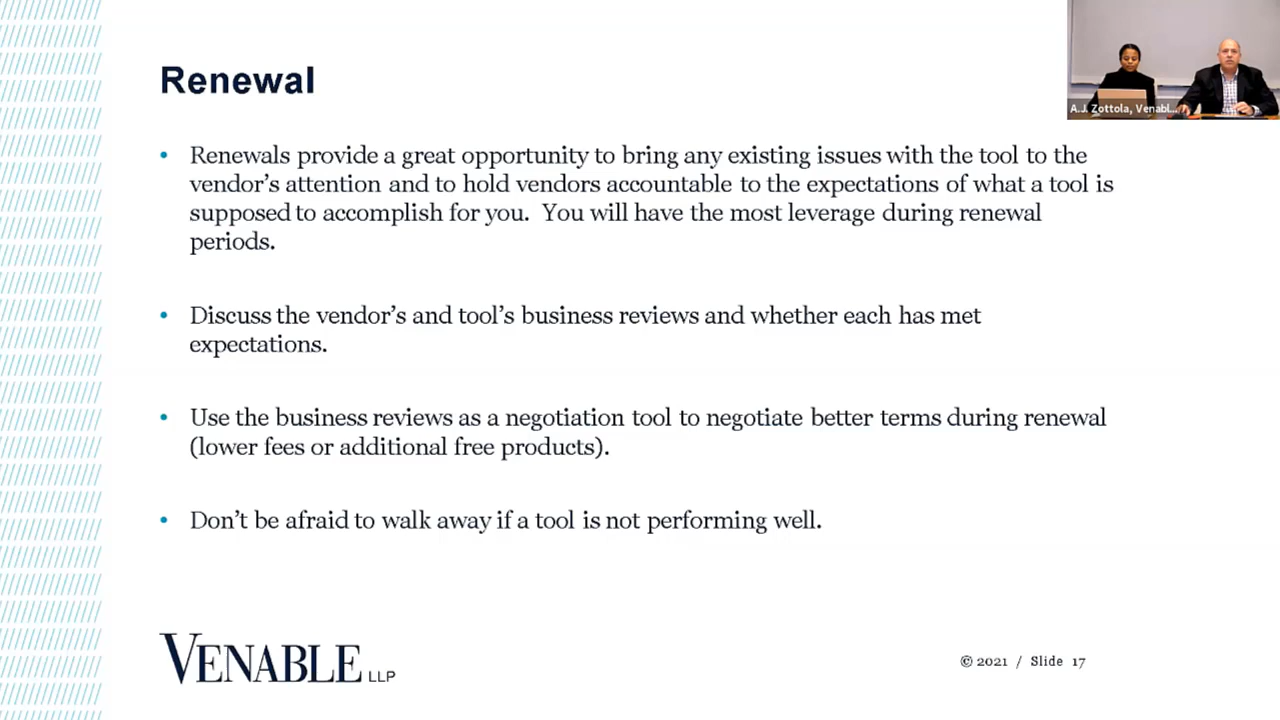 Renewal
A.J. Zottola, Venabl...
• Renewals provide a great opportunity to bring any existing issues with the tool to the
vendor’s attention and to hold vendors accountable to the expectations of what a tool is
supposed to accomplish for you.  You will have the most leverage during renewal
periods.
• Discuss the vendor’s and tool’s business reviews and whether each has met
expectations.
• Use the business reviews as a negotiation tool to negotiate better terms during renewal
(lower fees or additional free products).
• Don’t be afraid to walk away if a tool is not performing well.
VENABLE LLP
© 2021 / Slide 17